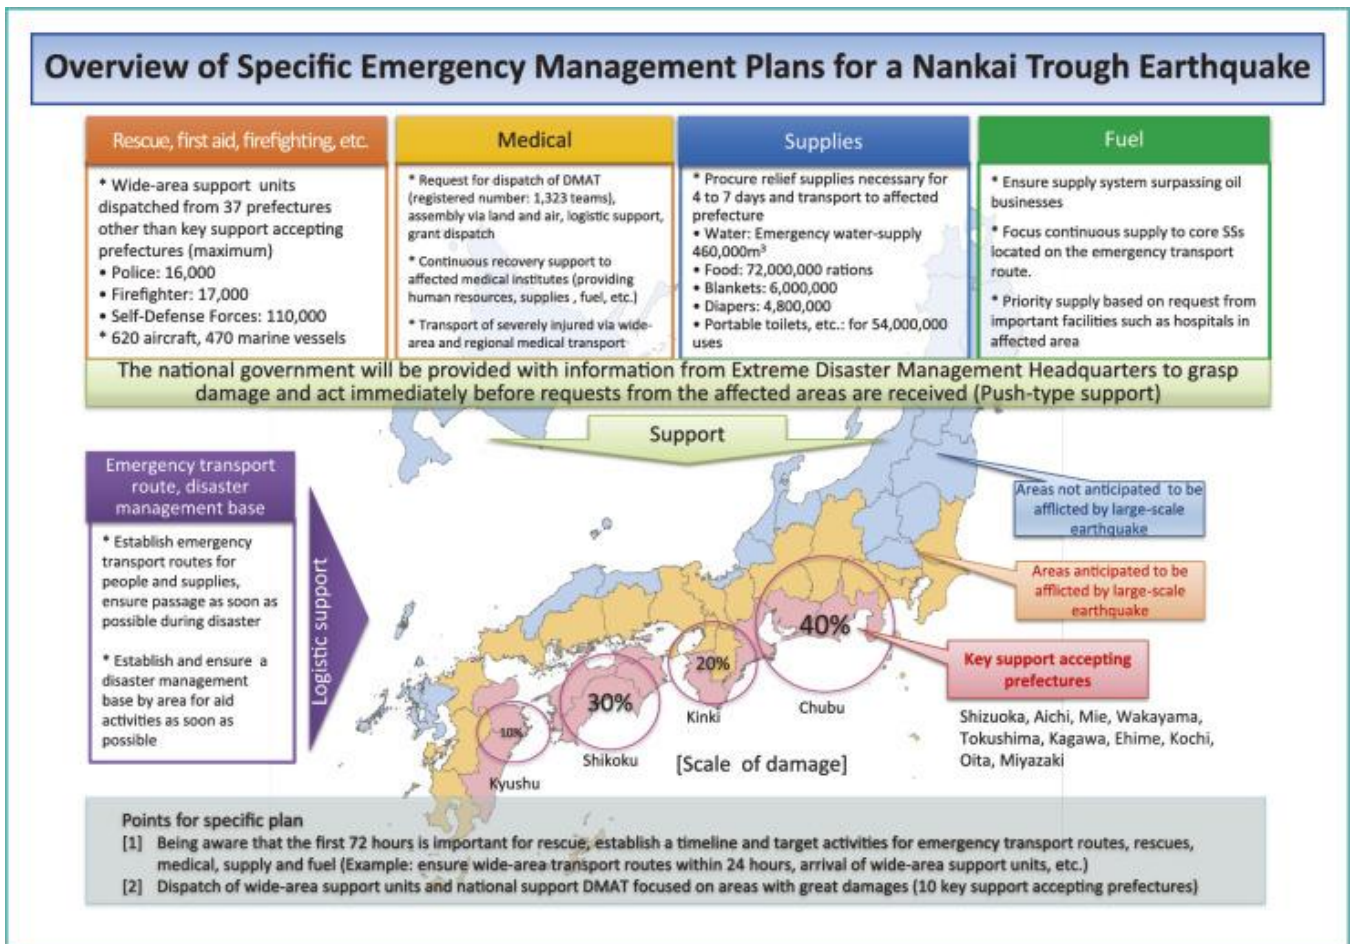 Overview of Specific Emergency Management Plans for a Nankai Trough Earthquake
Rescue, first aid, firefighting, etc.
* Wide-area support units
dispatched from 37 prefectures
other than key support accepting
prefectures (maximum)
• Police: 16,000
• Firefighter: 17,000
• Self-Defense Forces: 110,000
* 620 aircraft, 470 marine vessels
Medical
* Request for dispatch of DMAT
(registered number: 1,323 teams),
assembly via land and air, logistic support,
grant dispatch
* Continuous recovery support to
affected medical institutes (providing
human resources, supplies , fuel, etc.)
* Transport of severely injured via wide-
area and regional medical transport
Supplies
* Procure relief supplies necessary for
4 to 7 days and transport to affected
prefecture
• Water: Emergency water-supply
460,000m³
• Food: 72,000,000 rations
• Blankets: 6,000,000
• Diapers: 4,800,000
• Portable toilets, etc.: for 54,000,000
uses
Fuel
* Ensure supply system surpassing oil
businesses
* Focus continuous supply to core SSs
located on the emergency transport
route.
* Priority supply based on request from
important facilities such as hospitals in
affected area
The national government will be provided with information from Extreme Disaster Management Headquarters to grasp
damage and act immediately before requests from the affected areas are received (Push-type support)
Support
Emergency transport
route, disaster
management base
* Establish emergency
transport routes for
people and supplies,
ensure passage as soon as
possible during disaster
* Establish and ensure a
disaster management
base by area for aid
activities as soon as
possible
Logistic support
Areas not anticipated to be
afflicted by large-scale
earthquake
Areas anticipated to be
afflicted by large-scale
earthquake
Key support accepting
prefectures
Shizuoka, Aichi, Mie, Wakayama,
Tokushima, Kagawa, Ehime, Kochi,
Oita, Miyazaki
40%
Chubu
20%
Kinki
30%
Shikoku
10%
Kyushu
[Scale of damage]
Points for specific plan
[1] Being aware that the first 72 hours is important for rescue, establish a timeline and target activities for emergency transport routes, rescues,
medical, supply and fuel (Example: ensure wide-area transport routes within 24 hours, arrival of wide-area support units, etc.)
[2] Dispatch of wide-area support units and national support DMAT focused on areas with great damages (10 key support accepting prefectures)